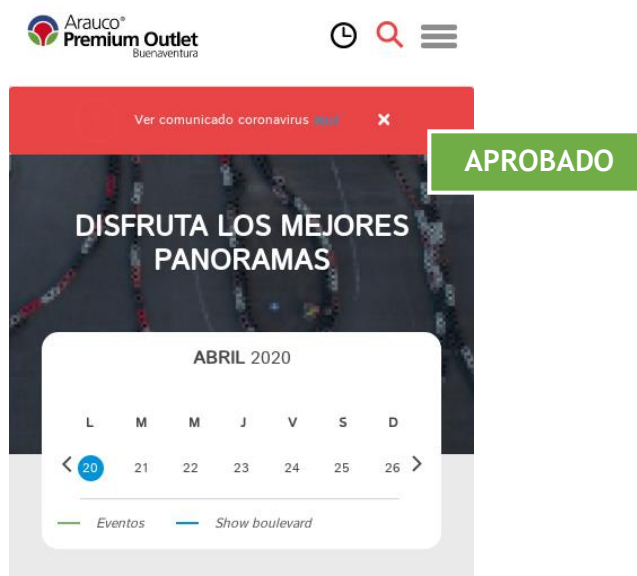 Arauco®
Premium Outlet
Buenaventura
Ver comunicado coronavirus aquí
APROBADO
DISFRUTA LOS MEJORES
PANORAMAS
ABRIL 2020
L M M J V S D
20 21 22 23 24 25 26
Eventos Show boulevard